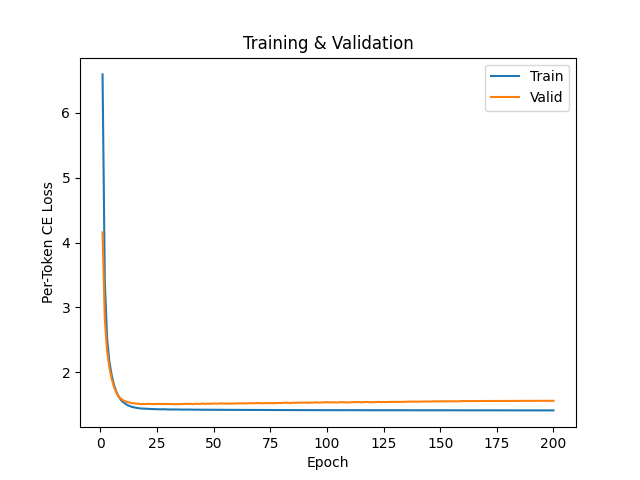 Training & Validation
Train
Valid
Per-Token CE Loss
6
5
4
3
2
0 25 50 75 100 125 150 175 200
Epoch